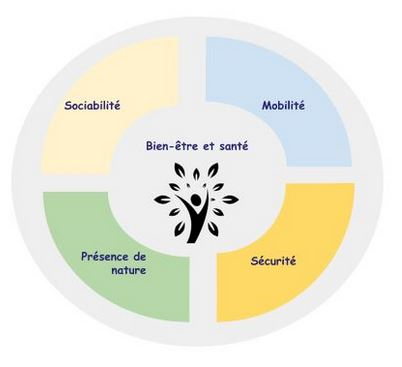 Sociabilité
Mobilité
Bien-être et santé
Présence de
nature
Sécurité